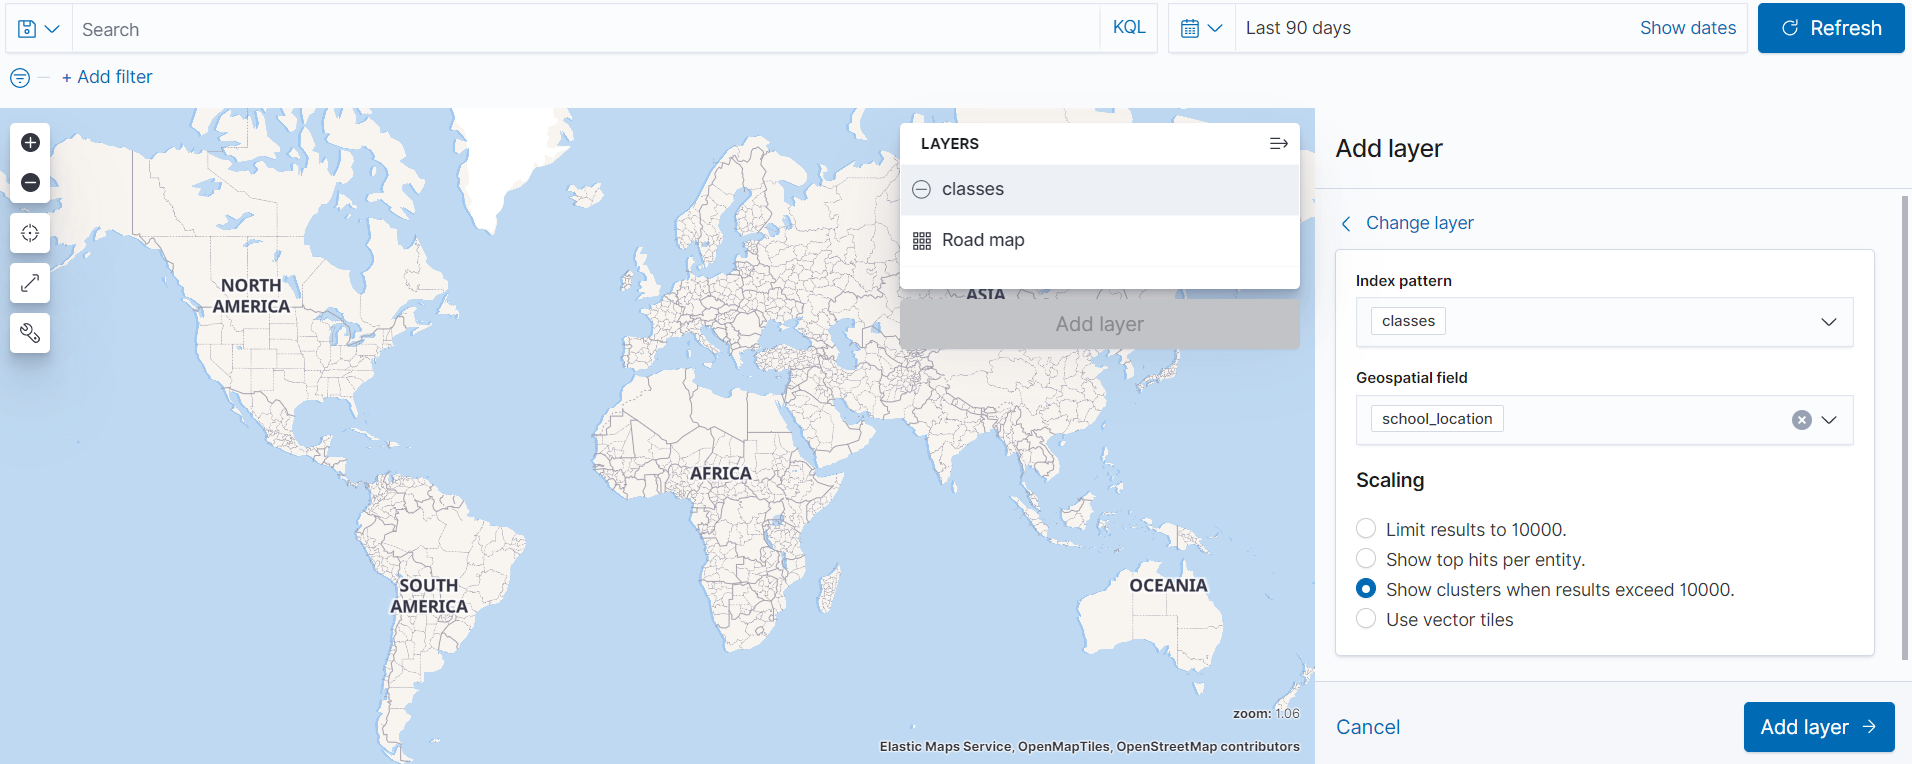 Search
KQL
Last 90 days
Show dates
Refresh
+ Add filter
LAYERS
classes
Road map
Add layer
NORTH
AMERICA
ASIA
AFRICA
SOUTH
AMERICA
OCEANIA
zoom: 1.06
Elastic Maps Service, OpenMapTiles, OpenStreetMap contributors
Add layer
Change layer
Index pattern
classes
Geospatial field
school_location
Scaling
Limit results to 10000.
Show top hits per entity.
Show clusters when results exceed 10000.
Use vector tiles
Cancel
Add layer